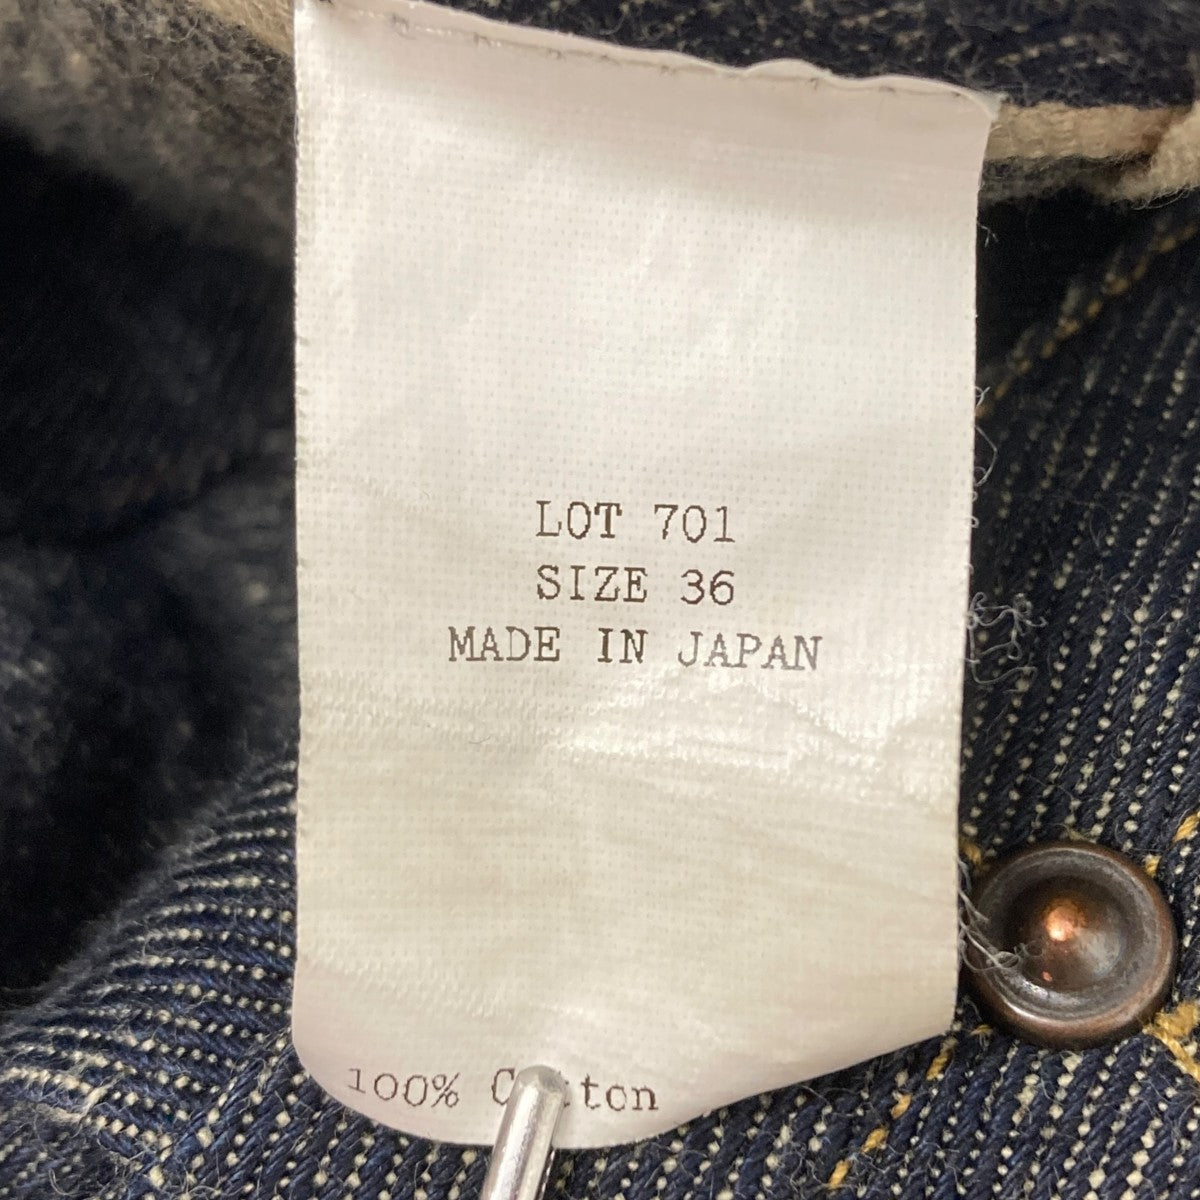 LOT 701
SIZE 36
MADE IN JAPAN
100% Cotton